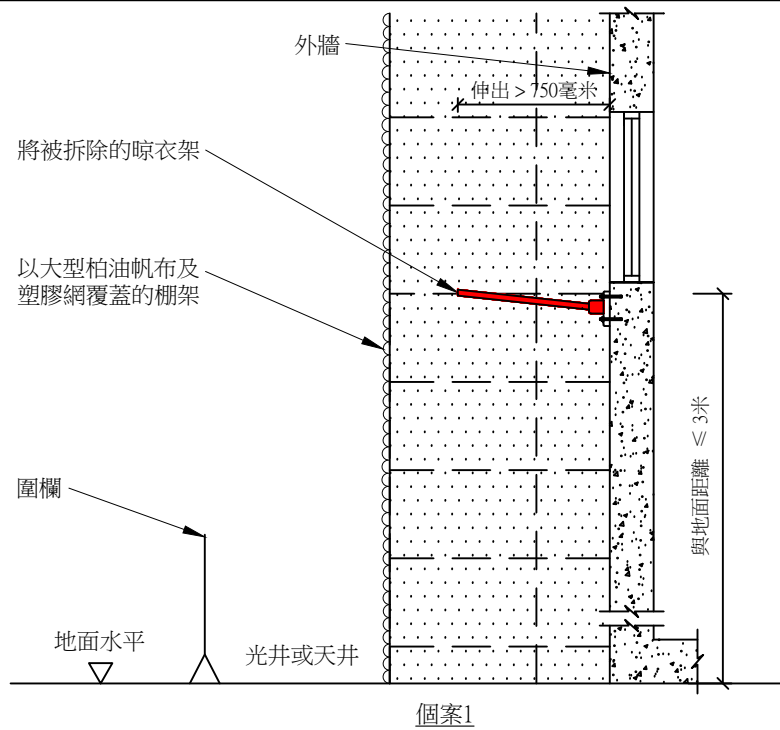 外牆
伸出 > 750毫米
將被拆除的晾衣架
以大型柏油帆布及
塑膠網覆蓋的棚架
與地面距離 ≤ 3米
圍欄
地面水平
光井或天井
個案1